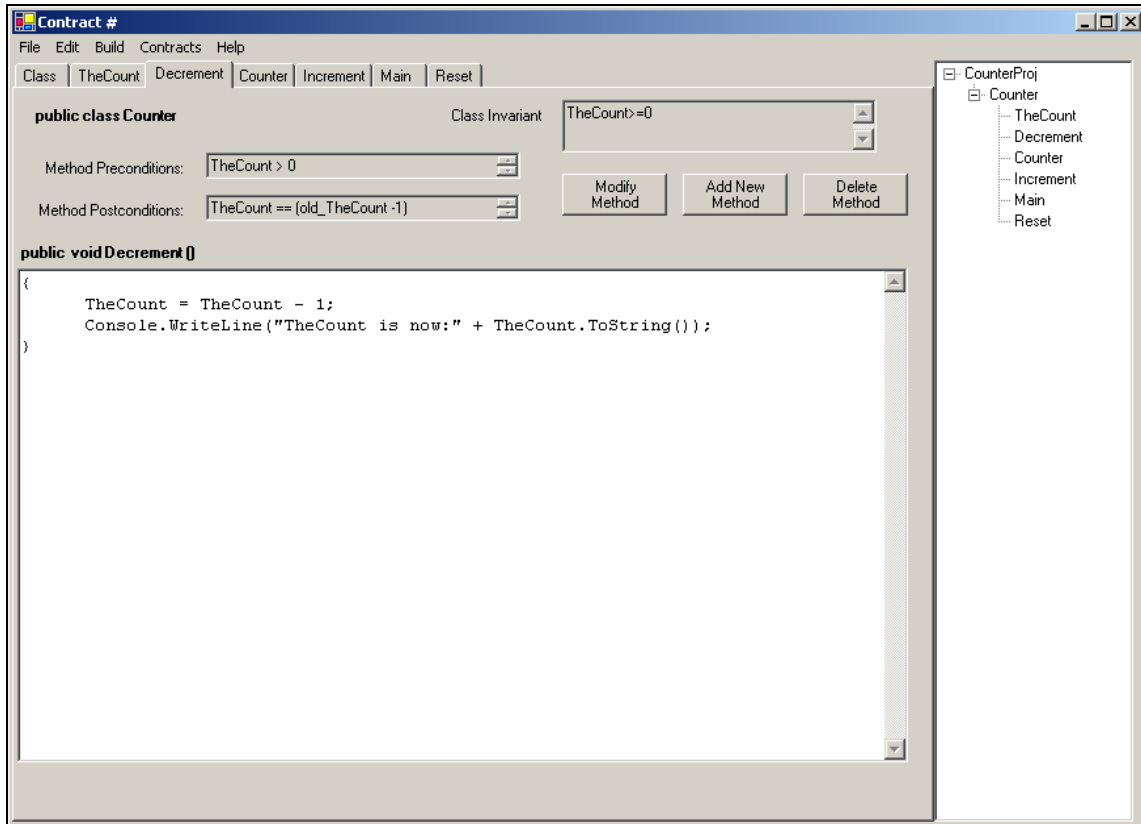 Contract #
File Edit Build Contracts Help
Class TheCount Decrement Counter Increment Main Reset
public class Counter
Class Invariant
TheCount>=0
Method Preconditions:
TheCount > 0
Method Postconditions:
TheCount == (old_TheCount -1)
Modify Method
Add New Method
Delete Method
public void Decrement ()
{
TheCount = TheCount - 1;
Console.WriteLine("TheCount is now:" + TheCount.ToString());
}
CounterProj
Counter
TheCount
Decrement
Counter
Increment
Main
Reset